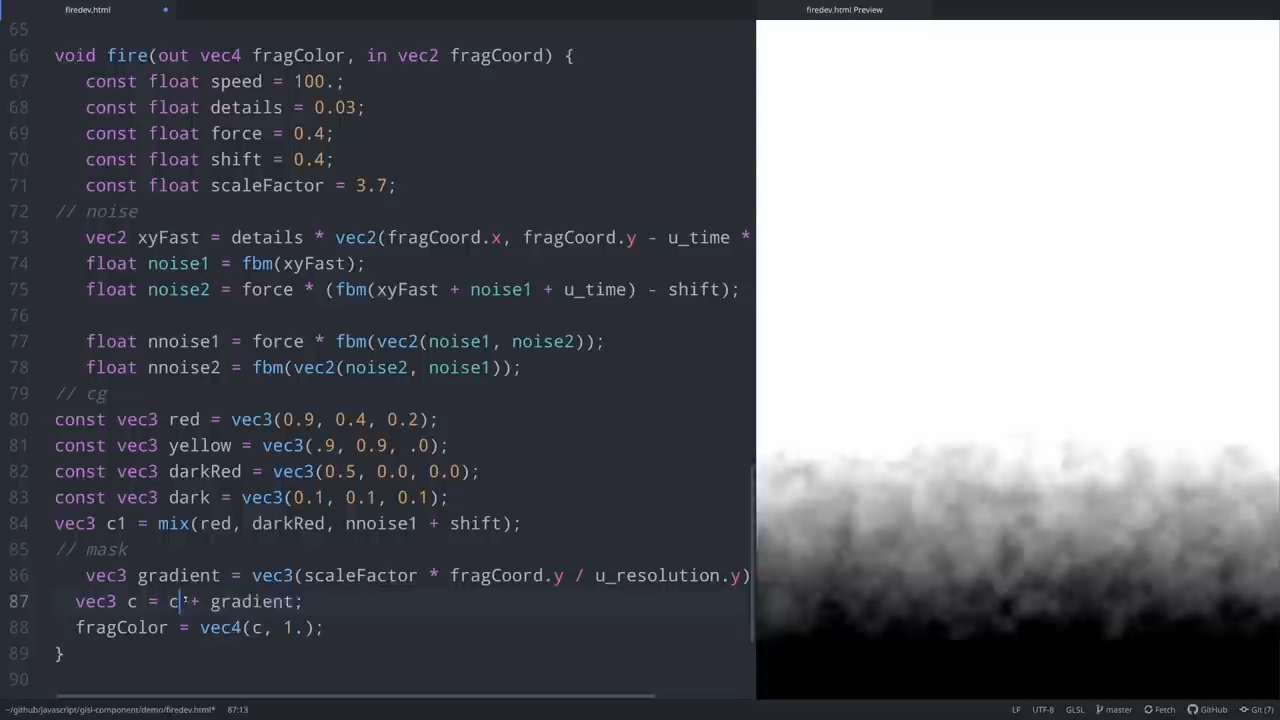 firedev.html
firedev.html Preview
65
66 void fire(out vec4 fragColor, in vec2 fragCoord) {
67 const float speed = 100.;
68 const float details = 0.03;
69 const float force = 0.4;
70 const float shift = 0.4;
71 const float scaleFactor = 3.7;
72 // noise
73 vec2 xyFast = details * vec2(fragCoord.x, fragCoord.y - u_time *
74 float noise1 = fbm(xyFast);
75 float noise2 = force * (fbm(xyFast + noise1 + u_time) - shift);
76
77 float nnoise1 = force * fbm(vec2(noise1, noise2));
78 float nnoise2 = fbm(vec2(noise2, noise1));
79 // cg
80 const vec3 red = vec3(0.9, 0.4, 0.2);
81 const vec3 yellow = vec3(.9, 0.9, .0);
82 const vec3 darkRed = vec3(0.5, 0.0, 0.0);
83 const vec3 dark = vec3(0.1, 0.1, 0.1);
84 vec3 c1 = mix(red, darkRed, nnoise1 + shift);
85 // mask
86 vec3 gradient = vec3(scaleFactor * fragCoord.y / u_resolution.y)
87 vec3 c = c + gradient;
88 fragColor = vec4(c, 1.);
89 }
90
~/github/javascript/glsl-component/demo/firedev.html* 87:13 LF UTF-8 GLSL master Fetch GitHub Git (7)